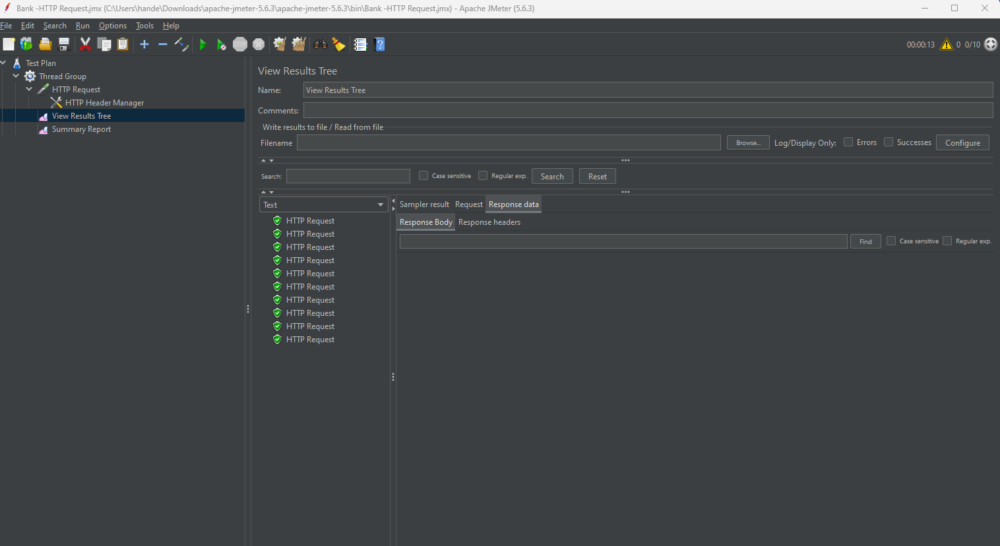 Bank -HTTP Request.jmx (C:\Users\hande\Downloads\apache-jmeter-5.6.3\apache-jmeter-5.6.3\bin\Bank -HTTP Request.jmx) - Apache JMeter (5.6.3)
File Edit Search Run Options Tools Help
00:00:13 0 0/10
Test Plan
Thread Group
HTTP Request
HTTP Header Manager
View Results Tree
Summary Report
View Results Tree
Name: View Results Tree
Comments:
Write results to file / Read from file
Filename Browse... Log/Display Only: Errors Successes Configure
Search: Case sensitive Regular exp. Search Reset
Text
HTTP Request
HTTP Request
HTTP Request
HTTP Request
HTTP Request
HTTP Request
HTTP Request
HTTP Request
HTTP Request
HTTP Request
Sampler result Request Response data
Response Body Response headers
Find Case sensitive Regular exp.